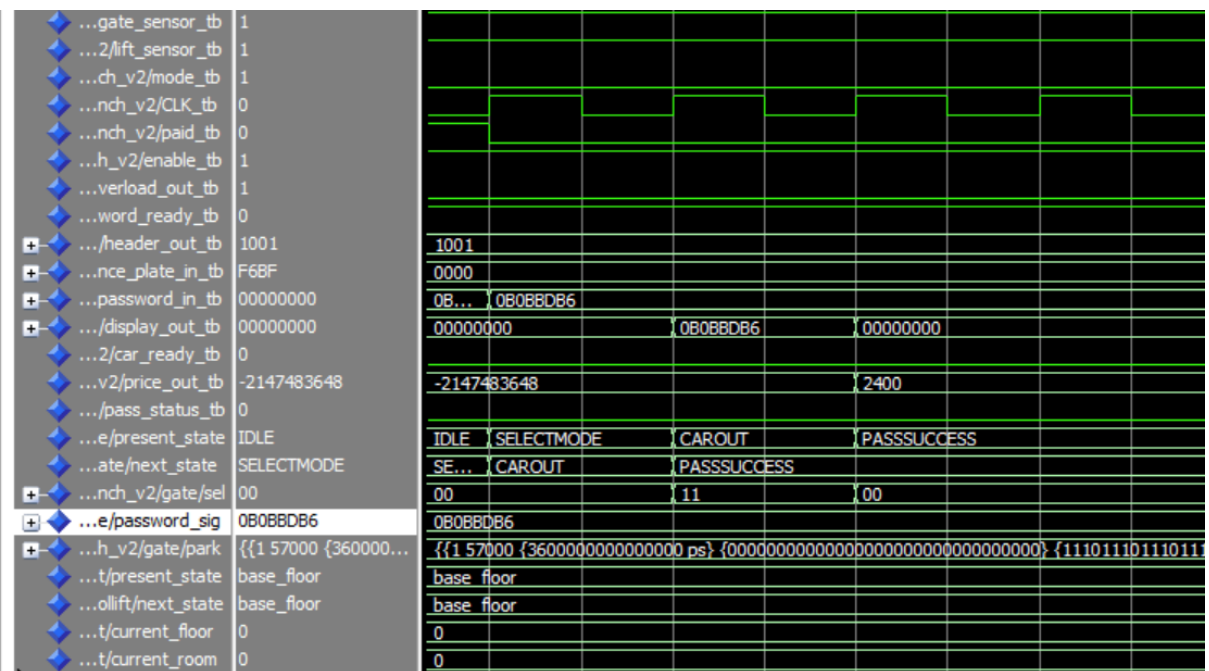 ...gate_sensor_tb 1
...2/lift_sensor_tb 1
...ch_v2/mode_tb 1
...nch_v2/CLK_tb 0
...nch_v2/paid_tb 0
...h_v2/enable_tb 1
...verload_out_tb 1
...word_ready_tb 0
.../header_out_tb 1001 1001
...nce_plate_in_tb F6BF 0000
...password_in_tb 00000000 0B... 0B0BBDB6
.../display_out_tb 00000000 00000000 0B0BBDB6 00000000
...2/car_ready_tb 0
...v2/price_out_tb -2147483648 -2147483648 2400
.../pass_status_tb 0
...e/present_state IDLE IDLE SELECTMODE CAROUT PASSSUCCESS
...ate/next_state SELECTMODE SE... CAROUT PASSSUCCESS
...nch_v2/gate/sel 00 00 11 00
...e/password_sig 0B0BBDB6 0B0BBDB6
...h_v2/gate/park {{1 57000 {360000... {{1 57000 {3600000000000000 ps} {00000000000000000000000000000000} {111011101110111
...t/present_state base_floor base_floor
...ollift/next_state base_floor base_floor
...t/current_floor 0 0
...t/current_room 0 0